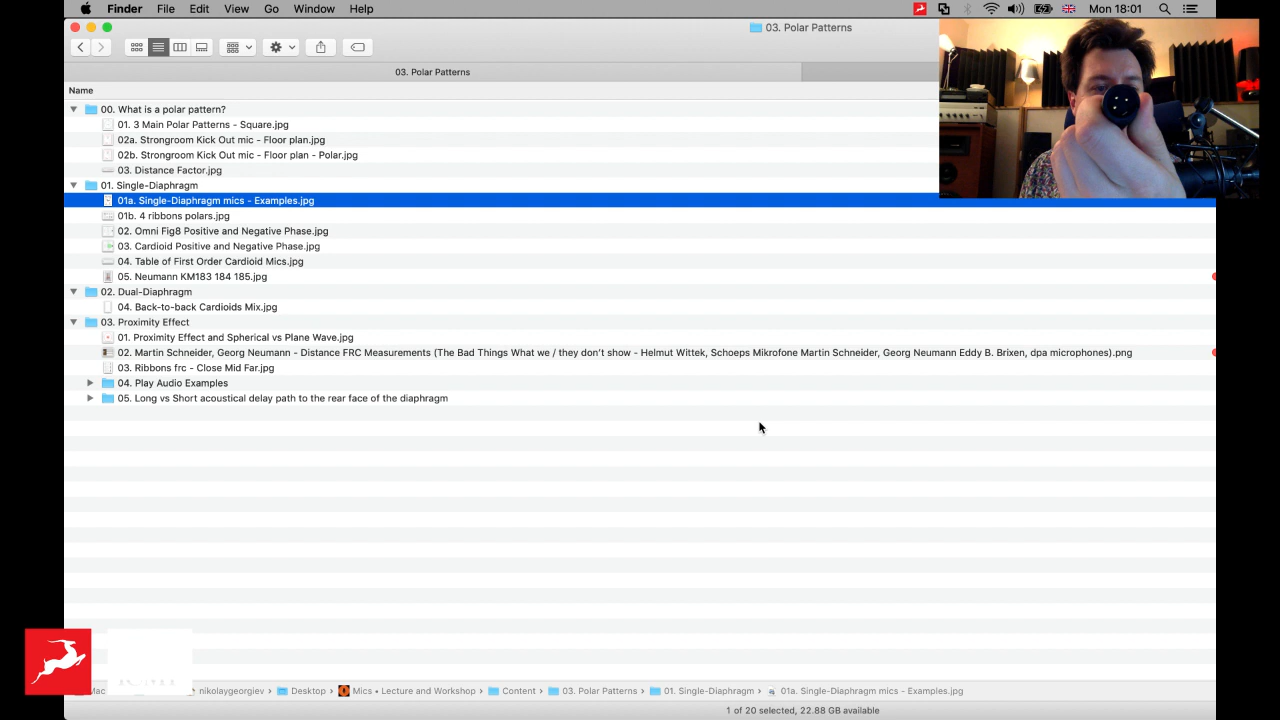 Finder File Edit View Go Window Help Mon 18:01
03. Polar Patterns
03. Polar Patterns
Name
00. What is a polar pattern?
01. 3 Main Polar Patterns - Square.jpg
02a. Strongroom Kick Out mic - Floor plan.jpg
02b. Strongroom Kick Out mic - Floor plan - Polar.jpg
03. Distance Factor.jpg
01. Single-Diaphragm
01a. Single-Diaphragm mics - Examples.jpg
01b. 4 ribbons polars.jpg
02. Omni Fig8 Positive and Negative Phase.jpg
03. Cardioid Positive and Negative Phase.jpg
04. Table of First Order Cardioid Mics.jpg
05. Neumann KM183 184 185.jpg
02. Dual-Diaphragm
04. Back-to-back Cardioids Mix.jpg
03. Proximity Effect
01. Proximity Effect and Spherical vs Plane Wave.jpg
02. Martin Schneider, Georg Neumann - Distance FRC Measurements (The Bad Things What we / they don't show - Helmut Wittek, Schoeps Mikrofone Martin Schneider, Georg Neumann Eddy B. Brixen, dpa microphones).png
03. Ribbons frc - Close Mid Far.jpg
04. Play Audio Examples
05. Long vs Short acoustical delay path to the rear face of the diaphragm
Mac nikolaygeorgiev › Desktop › Mics • Lecture and Workshop › Content › 03. Polar Patterns › 01. Single-Diaphragm › 01a. Single-Diaphragm mics - Examples.jpg
1 of 20 selected, 22.88 GB available